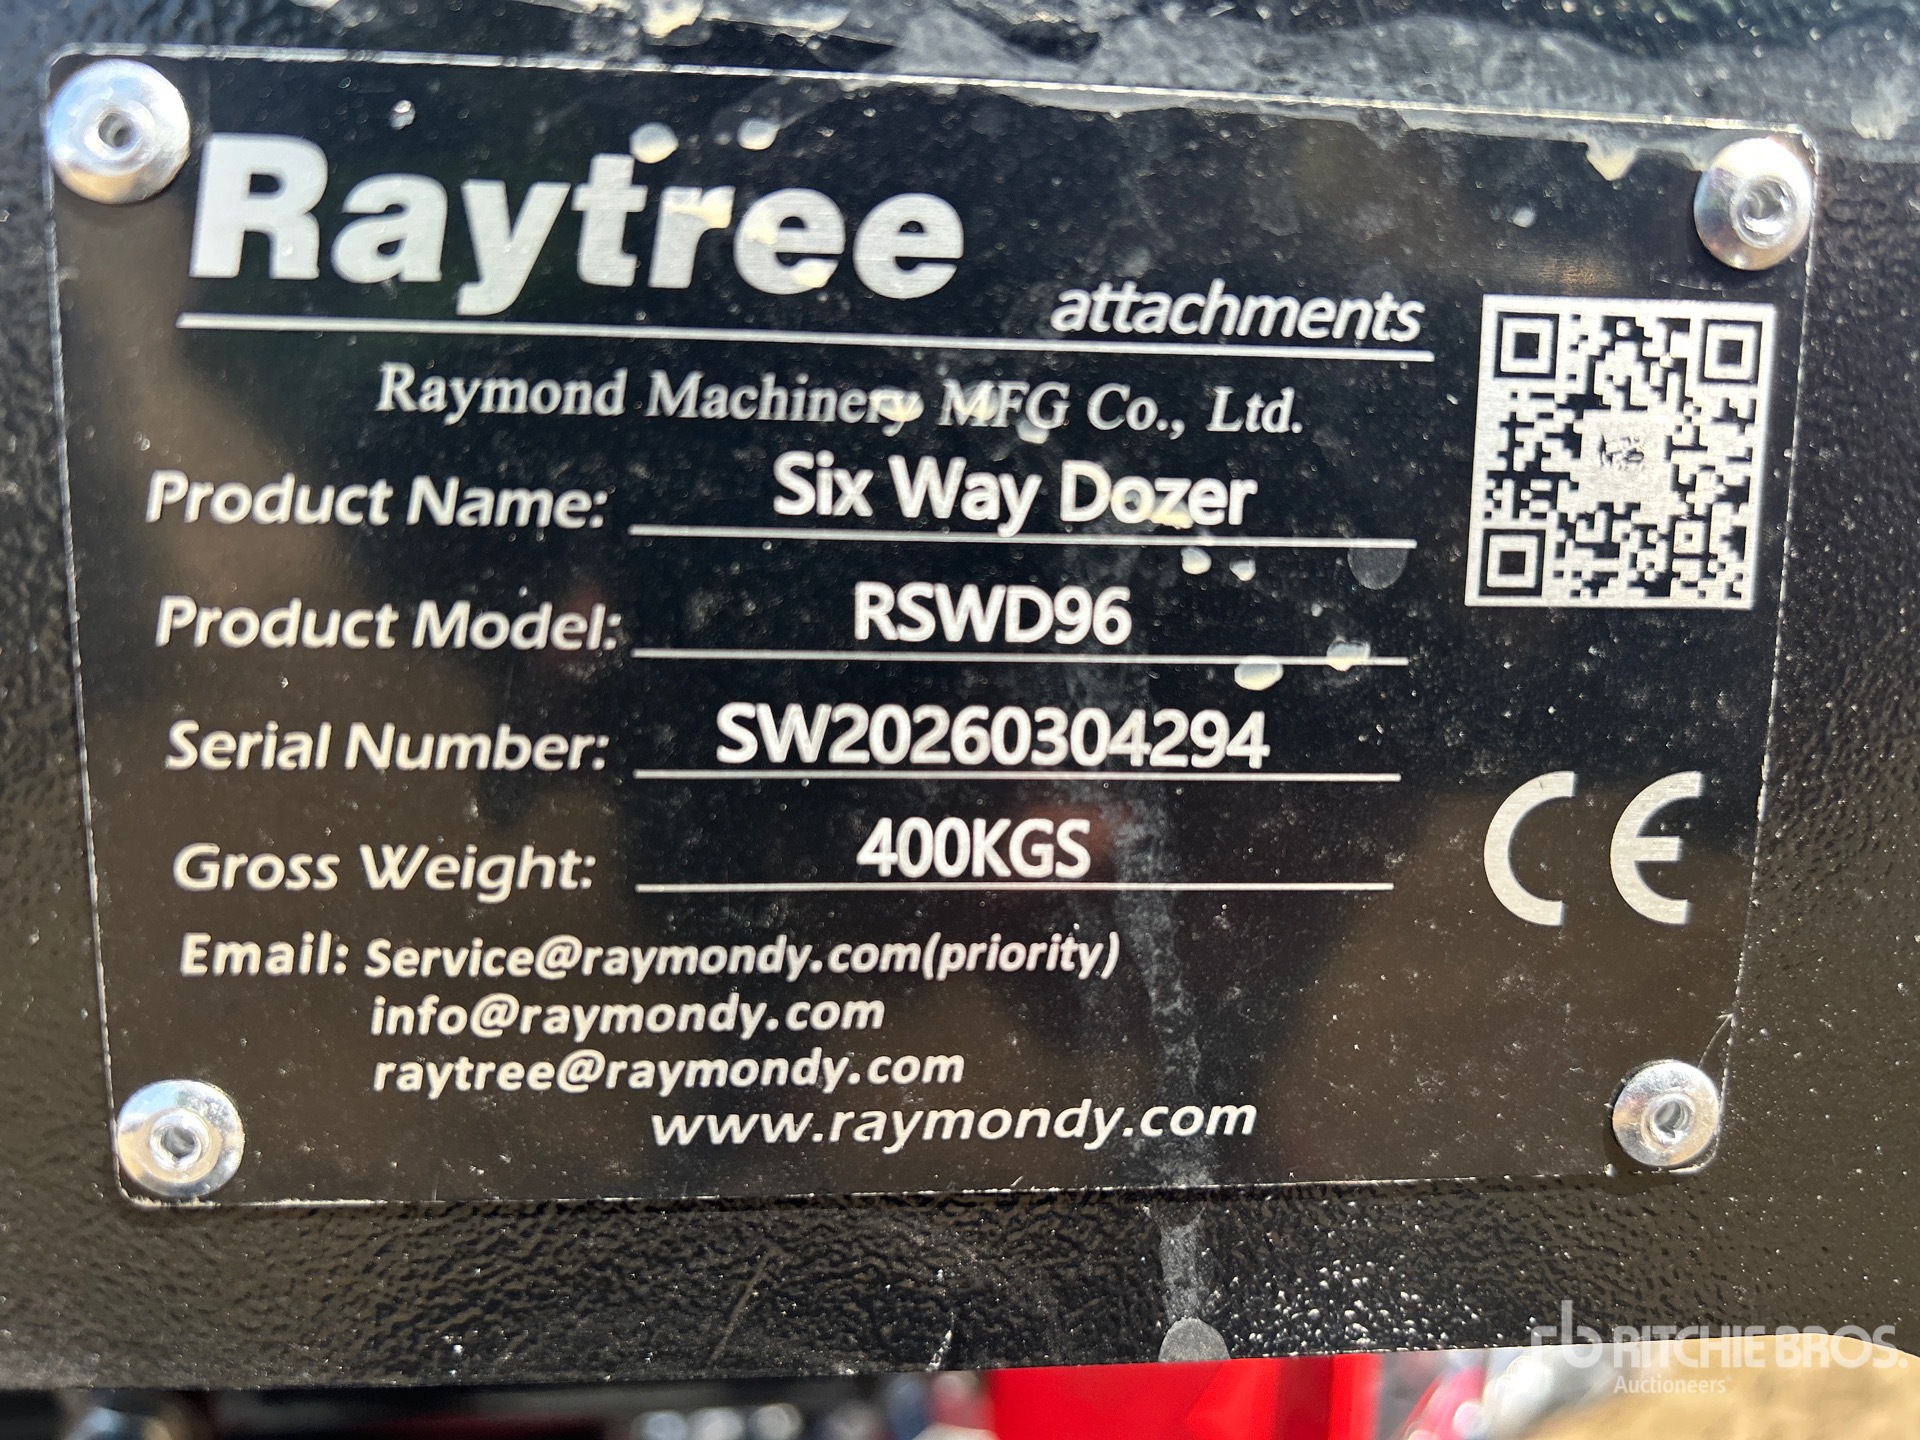 Raytree
attachments
Raymond Machinery MFG Co., Ltd.
Product Name: Six Way Dozer
Product Model: RSWD96
Serial Number: SW20260304294
Gross Weight: 400KGS
CE
Email: Service@raymondy.com(priority)
info@raymondy.com
raytree@raymondy.com
www.raymondy.com
rb RITCHIE BROS.
Auctioneers